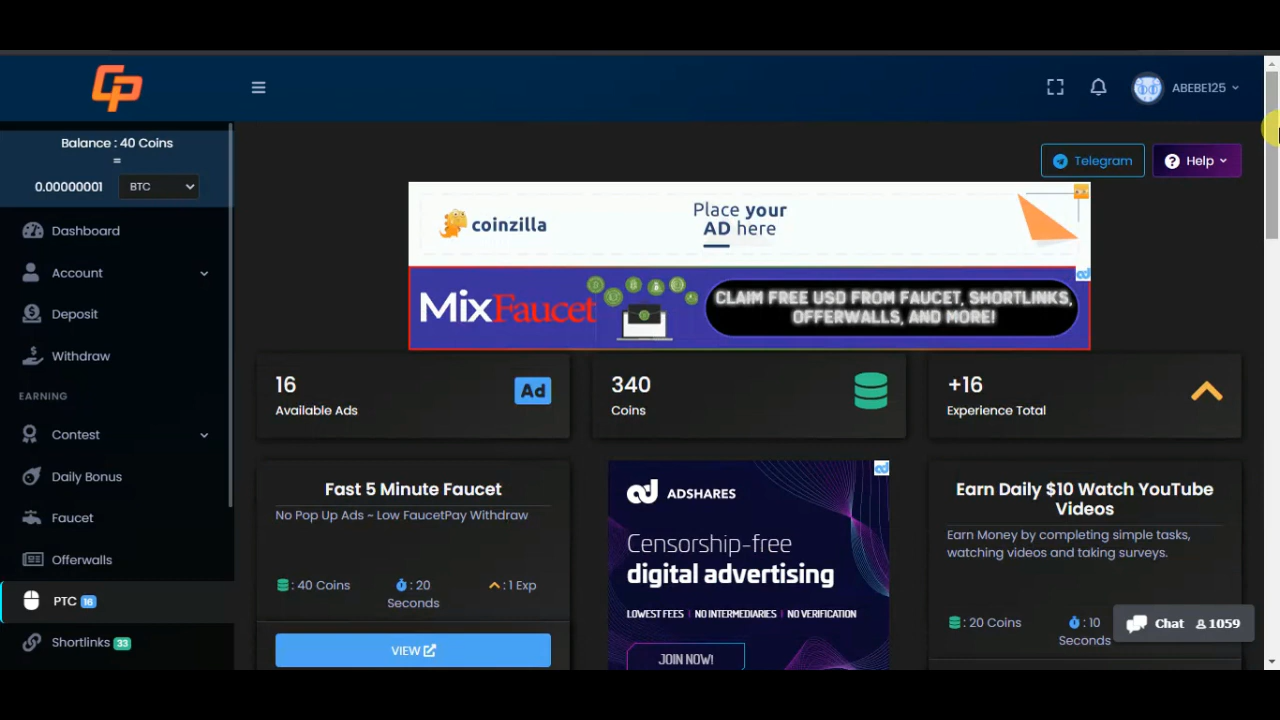 CP
ABEBE125
Balance : 40 Coins
=
0.00000001 BTC
Dashboard
Account
Deposit
Withdraw
EARNING
Contest
Daily Bonus
Faucet
Offerwalls
PTC 16
Shortlinks 33
Telegram
Help
coinzilla
Place your
AD here
MixFaucet
CLAIM FREE USD FROM FAUCET, SHORTLINKS,
OFFERWALLS, AND MORE!
16
Available Ads
Ad
340
Coins
+16
Experience Total
Fast 5 Minute Faucet
No Pop Up Ads ~ Low FaucetPay Withdraw
: 40 Coins
: 20
Seconds
: 1 Exp
VIEW
ADSHARES
Censorship-free
digital advertising
LOWEST FEES | NO INTERMEDIARIES | NO VERIFICATION
JOIN NOW!
Earn Daily $10 Watch YouTube
Videos
Earn Money by completing simple tasks,
watching videos and taking surveys.
: 20 Coins
: 10
Seconds
Chat 1059